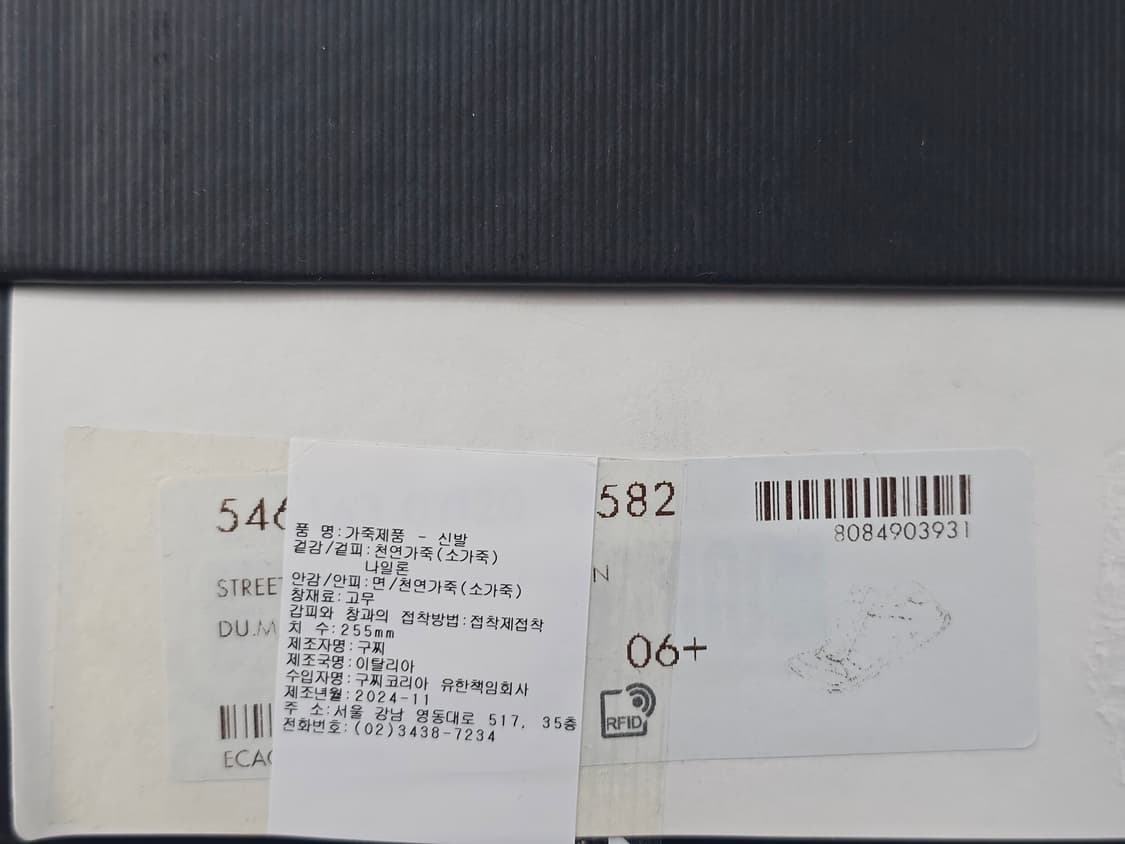 546
582
8084903931
STREET
N
DU.M
06+
RFID
ECAG
품 명:가죽제품 - 신발
겉감/겉피:천연가죽(소가죽)
나일론
안감/안피:면/천연가죽(소가죽)
창재료:고무
갑피와 창과의 접착방법:접착제접착
치 수:255mm
제조자명:구찌
제조국명:이탈리아
수입자명:구찌코리아 유한책임회사
제조년월:2024-11
주 소:서울 강남 영동대로 517, 35층
전화번호:(02)3438-7234